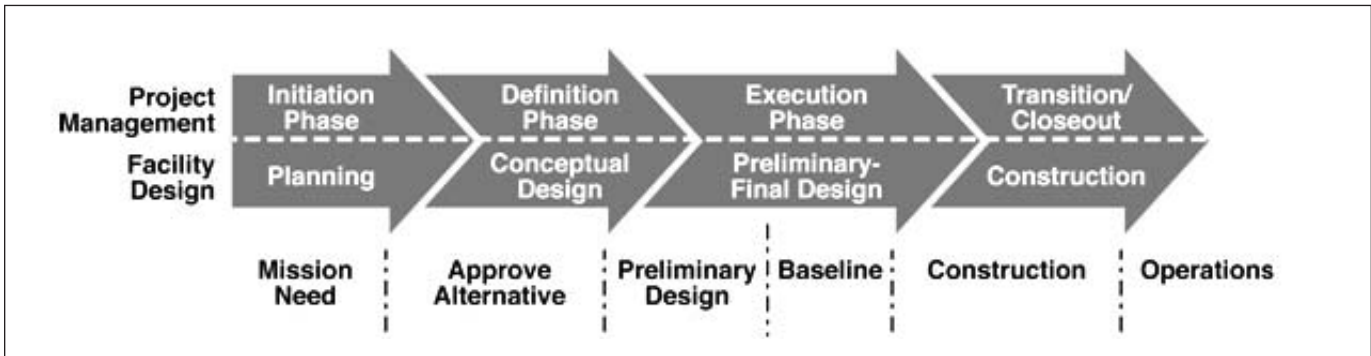 Project
Management
Initiation
Phase
Definition
Phase
Execution
Phase
Transition/
Closeout
Facility
Design
Planning
Conceptual
Design
Preliminary-
Final Design
Construction
Mission
Need
Approve
Alternative
Preliminary
Design
Baseline
Construction
Operations